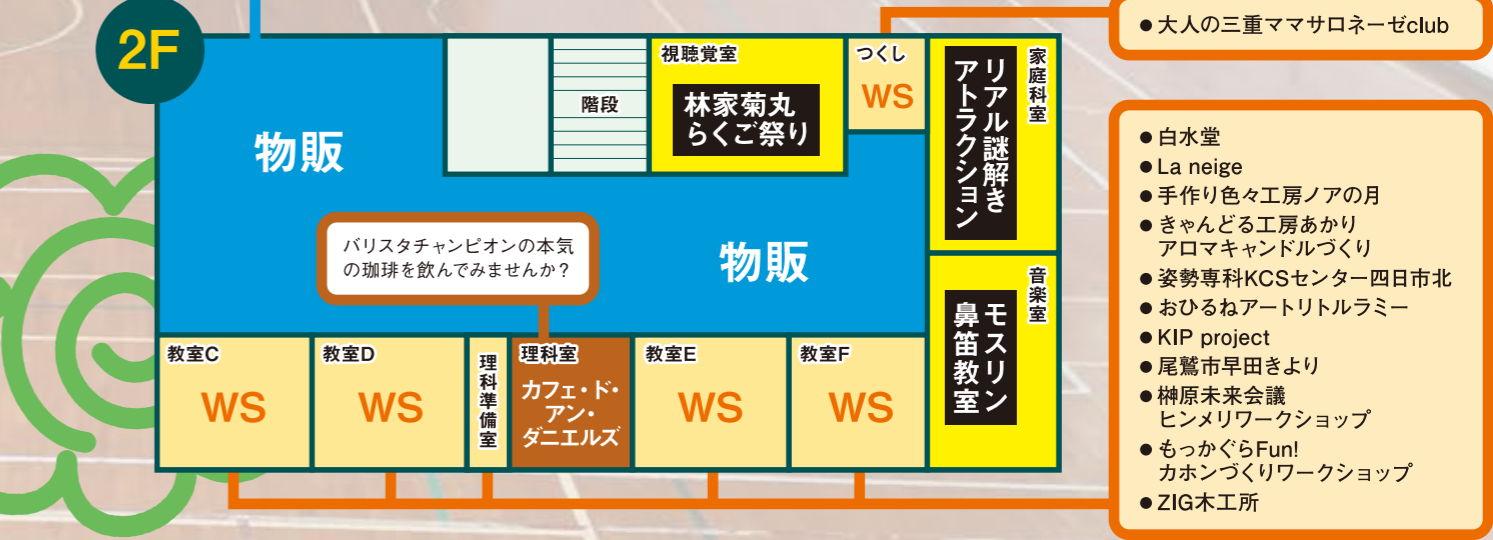 2F
物販
階段
視聴覚室
林家菊丸
らくご祭り
つくし
WS
家庭科室
リアル謎解き
アトラクション
バリスタチャンピオンの本気
の珈琲を飲んでみませんか？
物販
音楽室
モスリン
鼻笛教室
教室C
WS
教室D
WS
理科準備室
理科室
カフェ・ド・
アン・
ダニエルズ
教室E
WS
教室F
WS
●大人の三重ママサロネーゼclub
●白水堂
●La neige
●手作り色々工房ノアの月
●きゃんどる工房あかり
アロマキャンドルづくり
●姿勢専科KCSセンター四日市北
●おひるねアートリトルラミー
●KIP project
●尾鷲市早田きより
●榊原未来会議
ヒンメリワークショップ
●もっかぐらFun!
カホンづくりワークショップ
●ZIG木工所